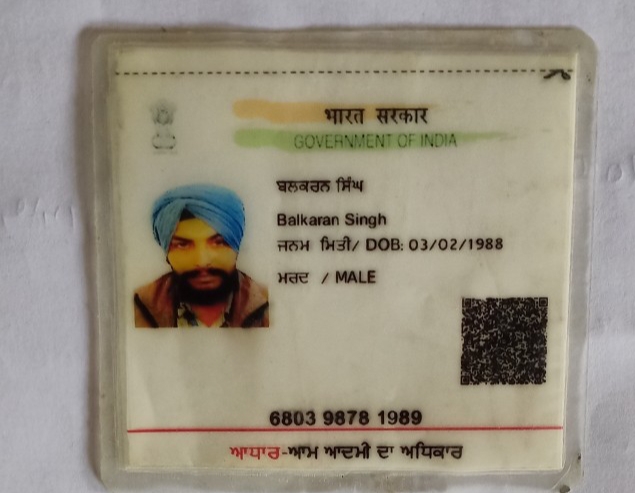 भारत सरकार
GOVERNMENT OF INDIA
ਬਲਕਰਨ ਸਿੰਘ
Balkaran Singh
ਜਨਮ ਮਿਤੀ/ DOB: 03/02/1988
ਮਰਦ / MALE
6803 9878 1989
ਆਧਾਰ-ਆਮ ਆਦਮੀ ਦਾ ਅਧਿਕਾਰ